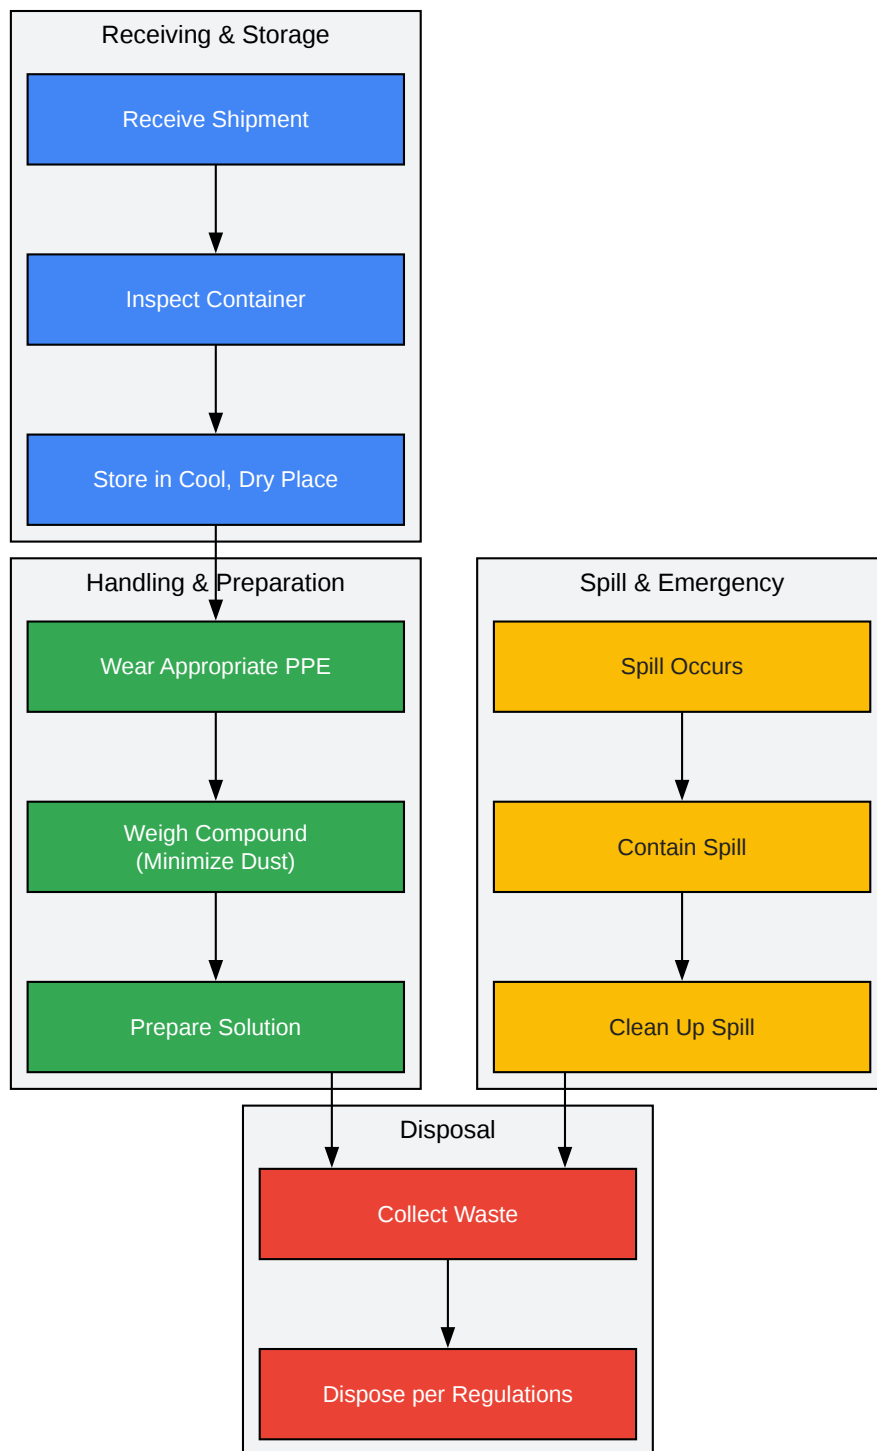 Receiving & Storage
Receive Shipment
Inspect Container
Store in Cool, Dry Place
Handling & Preparation
Wear Appropriate PPE
Weigh Compound
(Minimize Dust)
Prepare Solution
Spill & Emergency
Spill Occurs
Contain Spill
Clean Up Spill
Disposal
Collect Waste
Dispose per Regulations